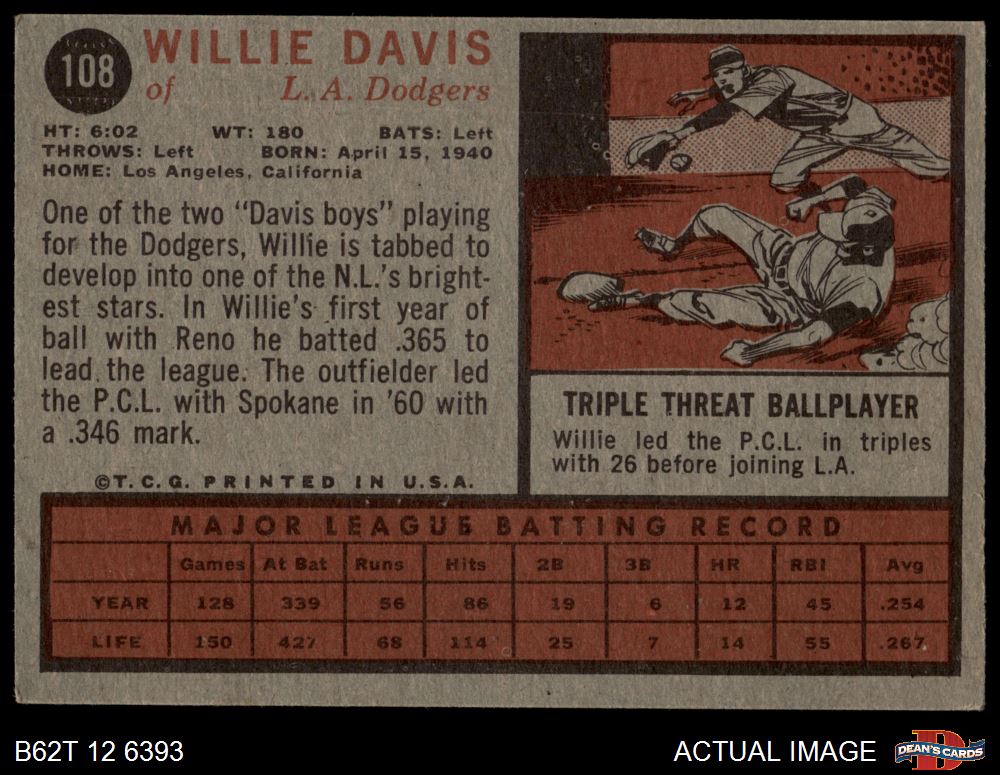 108
WILLIE DAVIS
of L. A. Dodgers
HT: 6:02 WT: 180 BATS: Left
THROWS: Left BORN: April 15, 1940
HOME: Los Angeles, California
One of the two “Davis boys” playing
for the Dodgers, Willie is tabbed to
develop into one of the N.L.’s bright-
est stars. In Willie’s first year of
ball with Reno he batted .365 to
lead the league. The outfielder led
the P.C.L. with Spokane in ’60 with
a .346 mark.
©T.C.G. PRINTED IN U.S.A.
TRIPLE THREAT BALLPLAYER
Willie led the P.C.L. in triples
with 26 before joining L.A.
MAJOR LEAGUE BATTING RECORD
Games At Bat Runs Hits 2B 3B HR RBI Avg
YEAR 128 339 56 86 19 6 12 45 .254
LIFE 150 427 68 114 25 7 14 55 .267
B62T 12 6393
ACTUAL IMAGE
DEAN'S CARDS